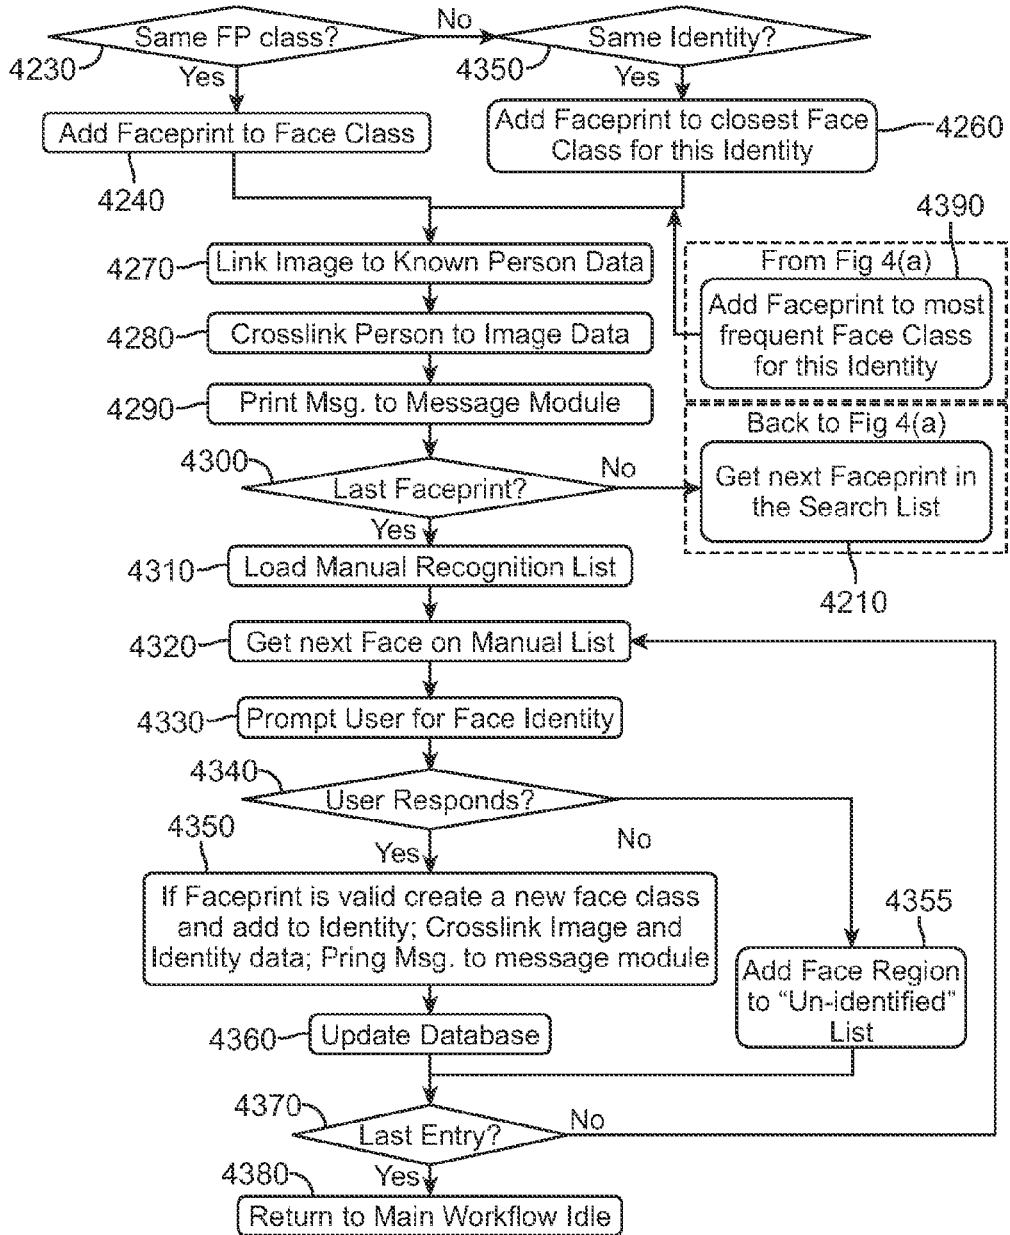 Same FP class?
No
Same Identity?
4230
Yes
4350
Yes
Add Faceprint to Face Class
Add Faceprint to closest Face
Class for this Identity
4260
4240
4390
4270
Link Image to Known Person Data
From Fig 4(a)
Add Faceprint to most
frequent Face Class
for this Identity
4280
Crosslink Person to Image Data
4290
Print Msg. to Message Module
Back to Fig 4(a)
4300
Last Faceprint?
No
Get next Faceprint in
the Search List
Yes
4310
Load Manual Recognition List
4210
4320
Get next Face on Manual List
4330
Prompt User for Face Identity
4340
User Responds?
4350
Yes
No
If Faceprint is valid create a new face class
and add to Identity; Crosslink Image and
Identity data; Pring Msg. to message module
4355
Add Face Region
to "Un-identified"
List
4360
Update Database
4370
Last Entry?
No
4380
Yes
Return to Main Workflow Idle